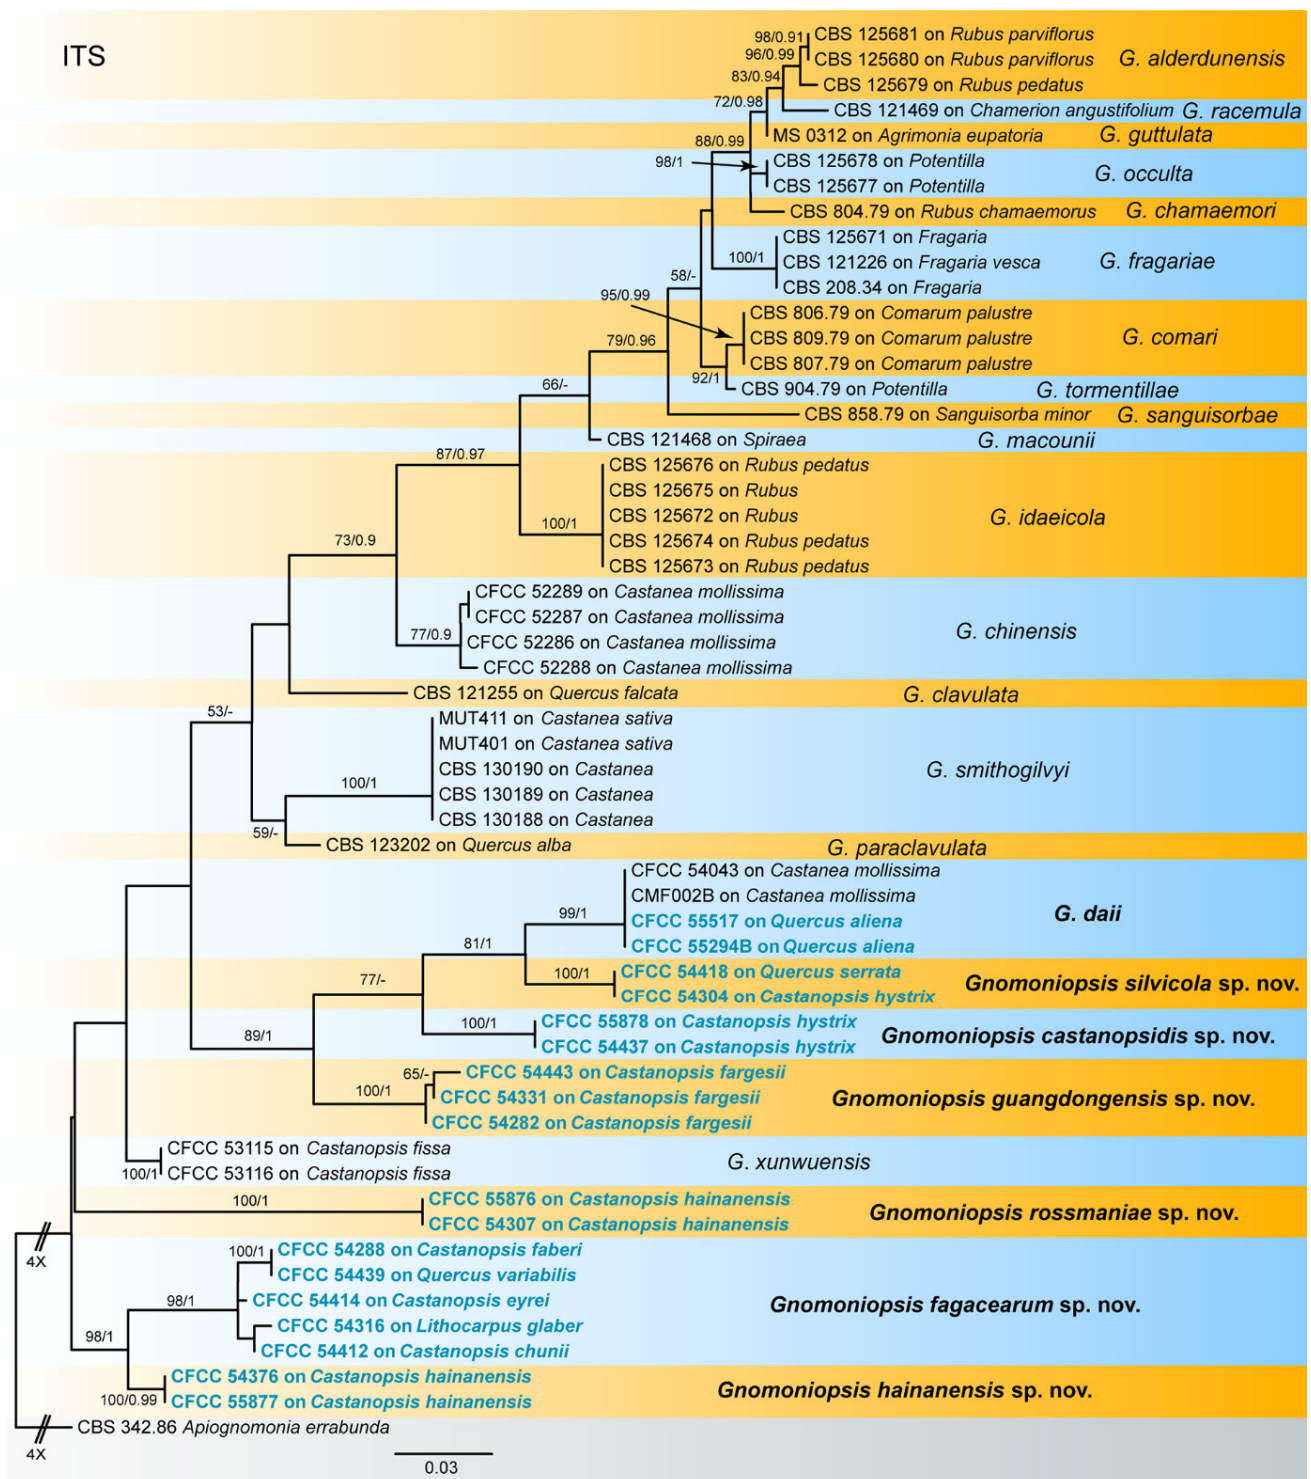 ITS
98/0.91
CBS 125681 on Rubus parviflorus
96/0.99
CBS 125680 on Rubus parviflorus
G. alderdunensis
83/0.94
CBS 125679 on Rubus pedatus
72/0.98
CBS 121469 on Chamerion angustifolium
G. racemula
88/0.99
MS 0312 on Agrimonia eupatoria
G. guttulata
98/1
CBS 125678 on Potentilla
CBS 125677 on Potentilla
G. occulta
CBS 804.79 on Rubus chamaemorus
G. chamaemori
CBS 125671 on Fragaria
100/1
CBS 121226 on Fragaria vesca
G. fragariae
58/-
CBS 208.34 on Fragaria
95/0.99
CBS 806.79 on Comarum palustre
CBS 809.79 on Comarum palustre
G. comari
79/0.96
CBS 807.79 on Comarum palustre
92/1
CBS 904.79 on Potentilla
G. tormentillae
66/-
CBS 858.79 on Sanguisorba minor
G. sanguisorbae
CBS 121468 on Spiraea
G. macounii
87/0.97
CBS 125676 on Rubus pedatus
CBS 125675 on Rubus
CBS 125672 on Rubus
G. idaeicola
100/1
CBS 125674 on Rubus pedatus
73/0.9
CBS 125673 on Rubus pedatus
CFCC 52289 on Castanea mollissima
CFCC 52287 on Castanea mollissima
G. chinensis
77/0.9
CFCC 52286 on Castanea mollissima
CFCC 52288 on Castanea mollissima
CBS 121255 on Quercus falcata
G. clavulata
53/-
MUT411 on Castanea sativa
MUT401 on Castanea sativa
CBS 130190 on Castanea
G. smithogilvyi
100/1
CBS 130189 on Castanea
CBS 130188 on Castanea
59/-
CBS 123202 on Quercus alba
G. paraclavulata
CFCC 54043 on Castanea mollissima
CMF002B on Castanea mollissima
G. daii
99/1
CFCC 55517 on Quercus aliena
81/1
CFCC 55294B on Quercus aliena
77/-
100/1
CFCC 54418 on Quercus serrata
Gnomoniopsis silvicola sp. nov.
CFCC 54304 on Castanopsis hystrix
100/1
CFCC 55878 on Castanopsis hystrix
Gnomoniopsis castanopsidis sp. nov.
89/1
CFCC 54437 on Castanopsis hystrix
65/-
CFCC 54443 on Castanopsis fargesii
100/1
CFCC 54331 on Castanopsis fargesii
Gnomoniopsis guangdongensis sp. nov.
CFCC 54282 on Castanopsis fargesii
CFCC 53115 on Castanopsis fissa
G. xunwuensis
100/1
CFCC 53116 on Castanopsis fissa
100/1
CFCC 55876 on Castanopsis hainanensis
Gnomoniopsis rossmaniae sp. nov.
CFCC 54307 on Castanopsis hainanensis
4X
100/1
CFCC 54288 on Castanopsis faberi
CFCC 54439 on Quercus variabilis
98/1
CFCC 54414 on Castanopsis eyrei
Gnomoniopsis fagacearum sp. nov.
CFCC 54316 on Lithocarpus glaber
98/1
CFCC 54412 on Castanopsis chunii
CFCC 54376 on Castanopsis hainanensis
Gnomoniopsis hainanensis sp. nov.
100/0.99
CFCC 55877 on Castanopsis hainanensis
CBS 342.86 Apiognomonia errabunda
4X
0.03